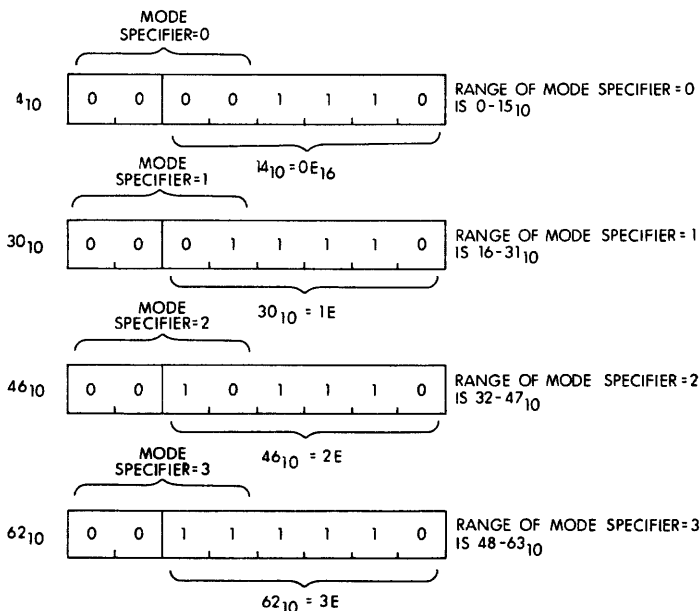 MODE
SPECIFIER=0
4₁₀ 0 0 0 0 1 1 1 0 RANGE OF MODE SPECIFIER=0
IS 0-15₁₀
14₁₀=0E₁₆
MODE
SPECIFIER=1
30₁₀ 0 0 0 1 1 1 1 0 RANGE OF MODE SPECIFIER=1
IS 16-31₁₀
30₁₀ = 1E
MODE
SPECIFIER=2
46₁₀ 0 0 1 0 1 1 1 0 RANGE OF MODE SPECIFIER=2
IS 32-47₁₀
46₁₀ = 2E
MODE
SPECIFIER=3
62₁₀ 0 0 1 1 1 1 1 0 RANGE OF MODE SPECIFIER=3
IS 48-63₁₀
62₁₀ = 3E